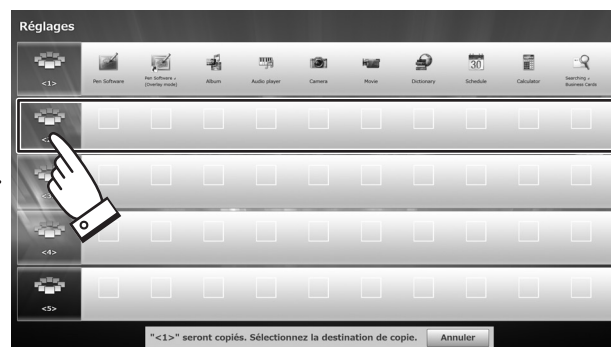 Réglages
<1>
Pen Software
Pen Software
(Overlay mode)
Album
Audio player
Camera
Movie
Dictionary
30
Schedule
Calculator
Searching
Business Cards
<4>
<5>
"<1>" seront copiés. Sélectionnez la destination de copie.
Annuler